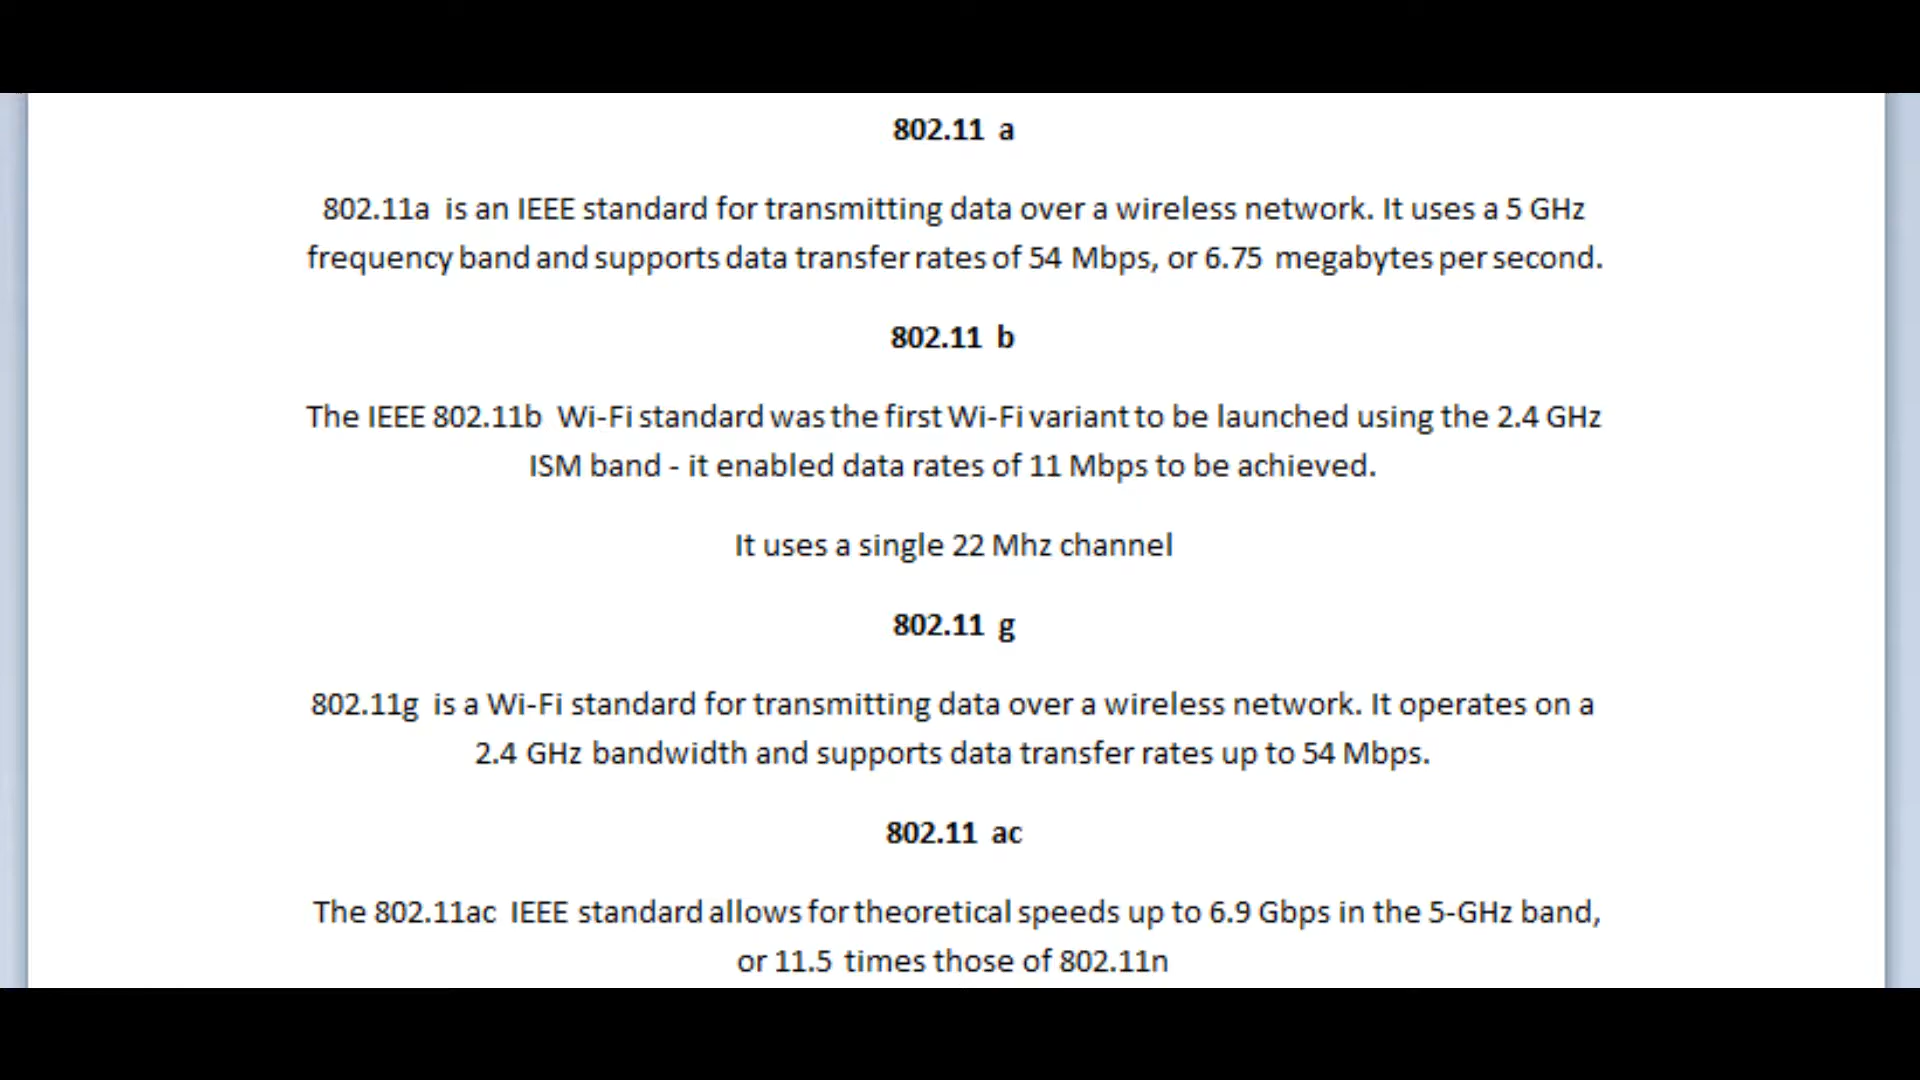 802.11 a
802.11a is an IEEE standard for transmitting data over a wireless network. It uses a 5 GHz
frequency band and supports data transfer rates of 54 Mbps, or 6.75 megabytes per second.
802.11 b
The IEEE 802.11b Wi-Fi standard was the first Wi-Fi variant to be launched using the 2.4 GHz
ISM band - it enabled data rates of 11 Mbps to be achieved.
It uses a single 22 Mhz channel
802.11 g
802.11g is a Wi-Fi standard for transmitting data over a wireless network. It operates on a
2.4 GHz bandwidth and supports data transfer rates up to 54 Mbps.
802.11 ac
The 802.11ac IEEE standard allows for theoretical speeds up to 6.9 Gbps in the 5-GHz band,
or 11.5 times those of 802.11n